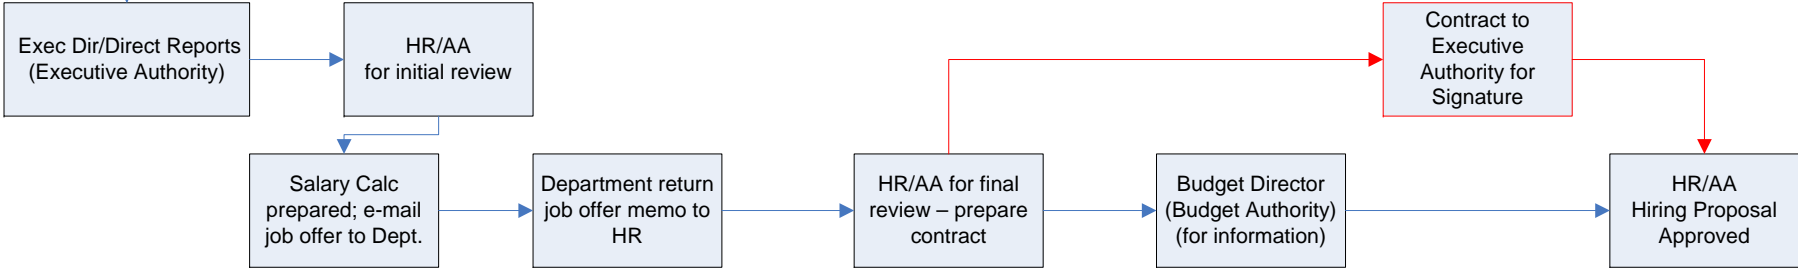 Exec Dir/Direct Reports
(Executive Authority)
HR/AA
for initial review
Contract to
Executive
Authority for
Signature
Salary Calc
prepared; e-mail
job offer to Dept.
Department return
job offer memo to
HR
HR/AA for final
review – prepare
contract
Budget Director
(Budget Authority)
(for information)
HR/AA
Hiring Proposal
Approved